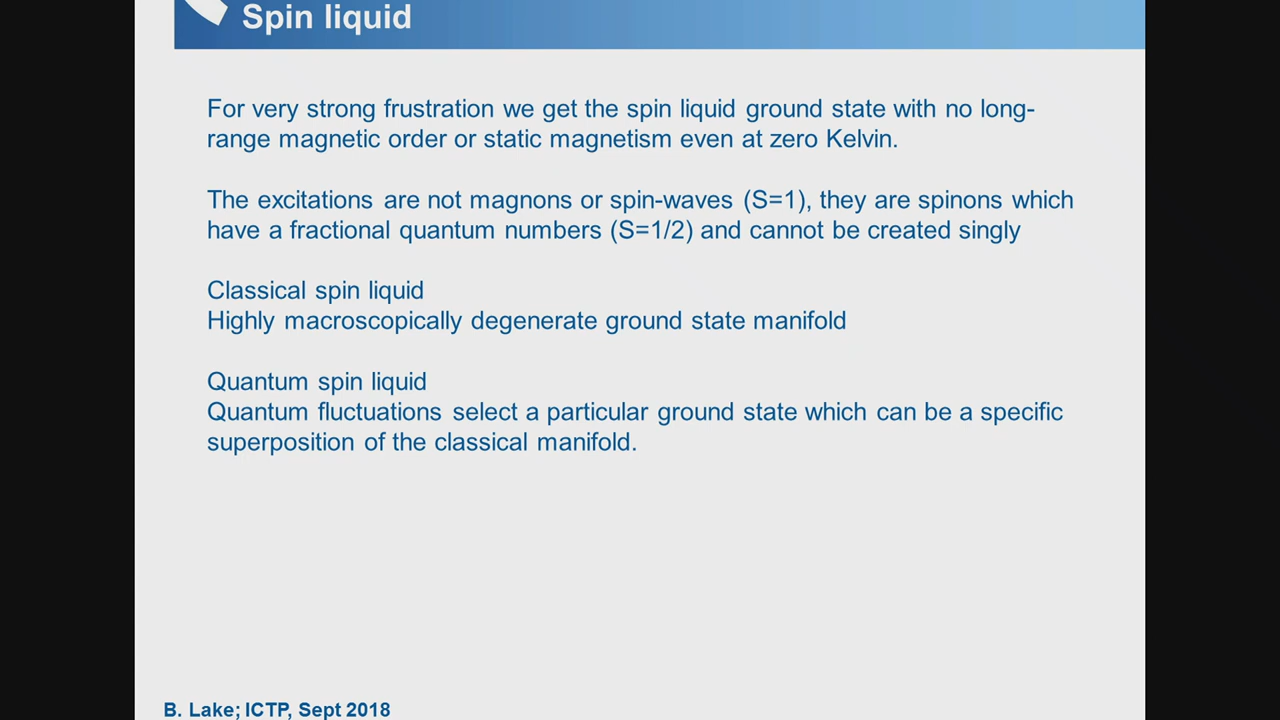 Spin liquid
For very strong frustration we get the spin liquid ground state with no long-
range magnetic order or static magnetism even at zero Kelvin.
The excitations are not magnons or spin-waves (S=1), they are spinons which
have a fractional quantum numbers (S=1/2) and cannot be created singly
Classical spin liquid
Highly macroscopically degenerate ground state manifold
Quantum spin liquid
Quantum fluctuations select a particular ground state which can be a specific
superposition of the classical manifold.
B. Lake; ICTP, Sept 2018